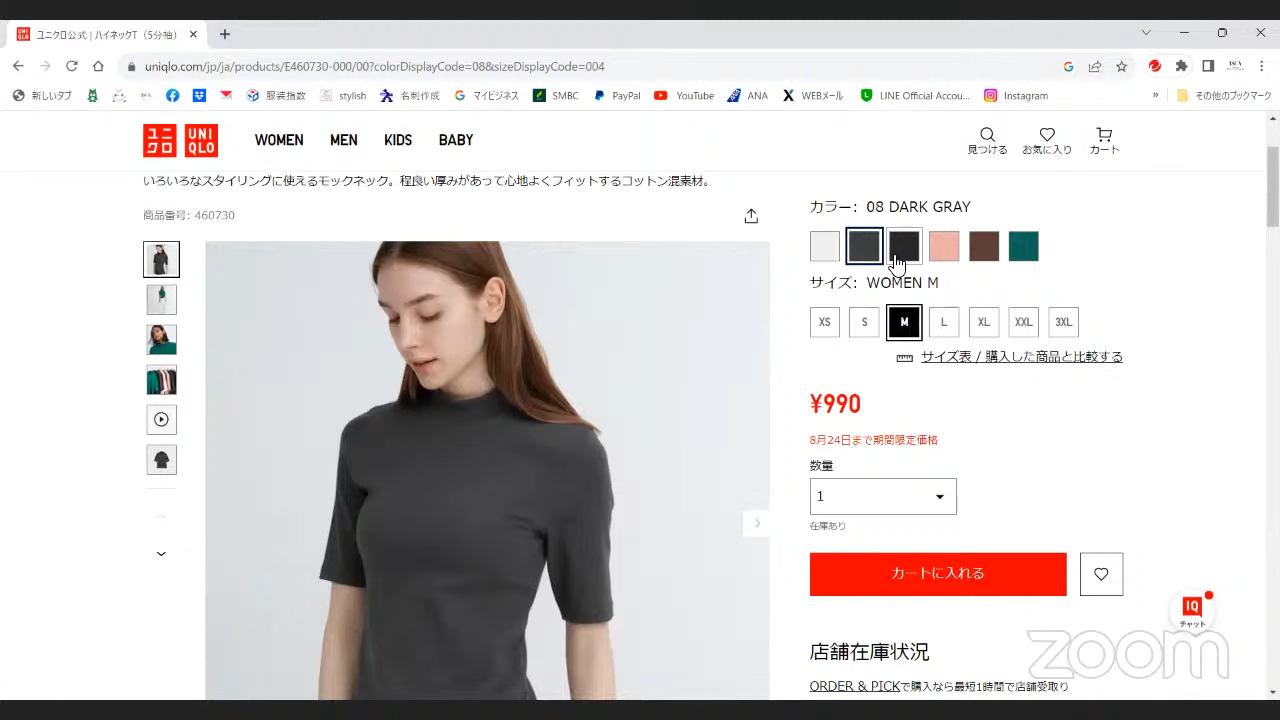 ユニクロ公式 | ハイネックT（5分袖）
uniqlo.com/jp/ja/products/E460730-000/00?colorDisplayCode=08&sizeDisplayCode=004
新しいタブ 服装指数 stylish 名刺作成 マイビジネス SMBC PayPal YouTube ANA WEBメール LINE Official Accou... Instagram » その他のブックマーク
ユニクロ UNIQLO WOMEN MEN KIDS BABY 見つける お気に入り カート
いろいろなスタイリングに使えるモックネック。程良い厚みがあって心地よくフィットするコットン混素材。
商品番号: 460730
カラー: 08 DARK GRAY
サイズ: WOMEN M
XS S M L XL XXL 3XL
サイズ表 / 購入した商品と比較する
¥990
8月24日まで期間限定価格
数量
1
在庫あり
カートに入れる
IQ
チャット
店舗在庫状況
ORDER & PICKで購入なら最短1時間で店舗受取り
zoom